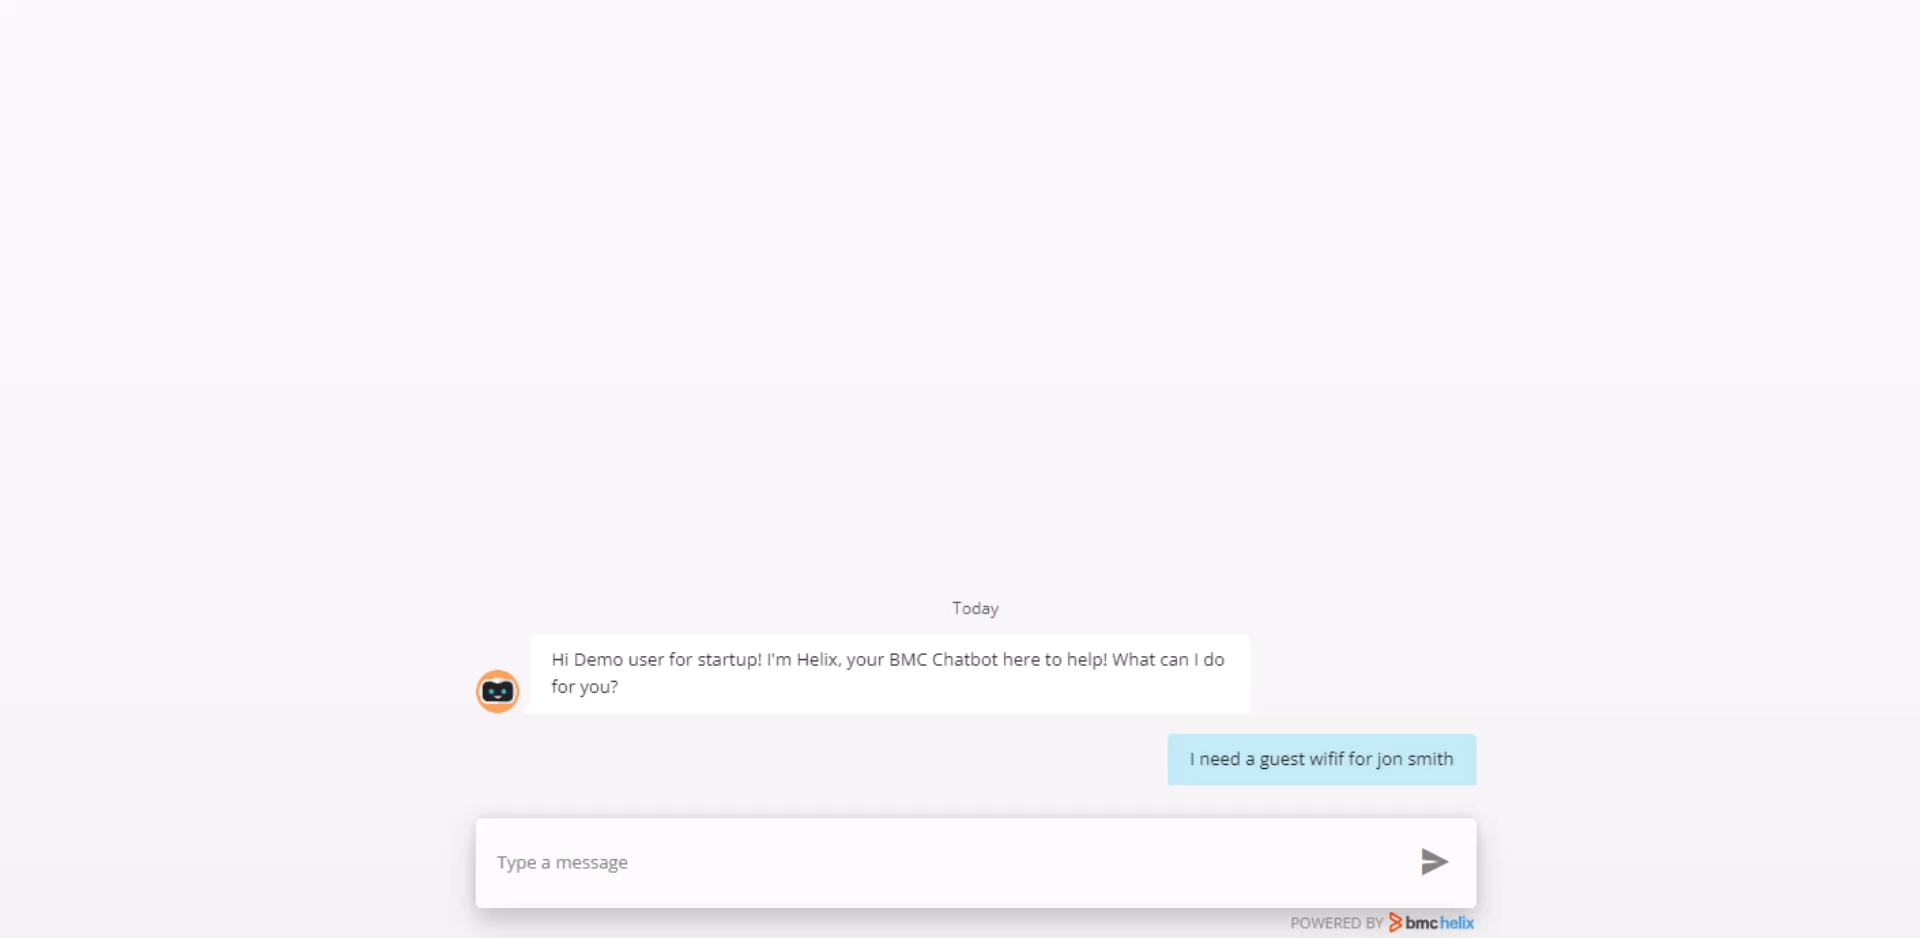 Today
Hi Demo user for startup! I'm Helix, your BMC Chatbot here to help! What can I do
for you?
I need a guest wifif for jon smith
Type a message
POWERED BY bmc helix